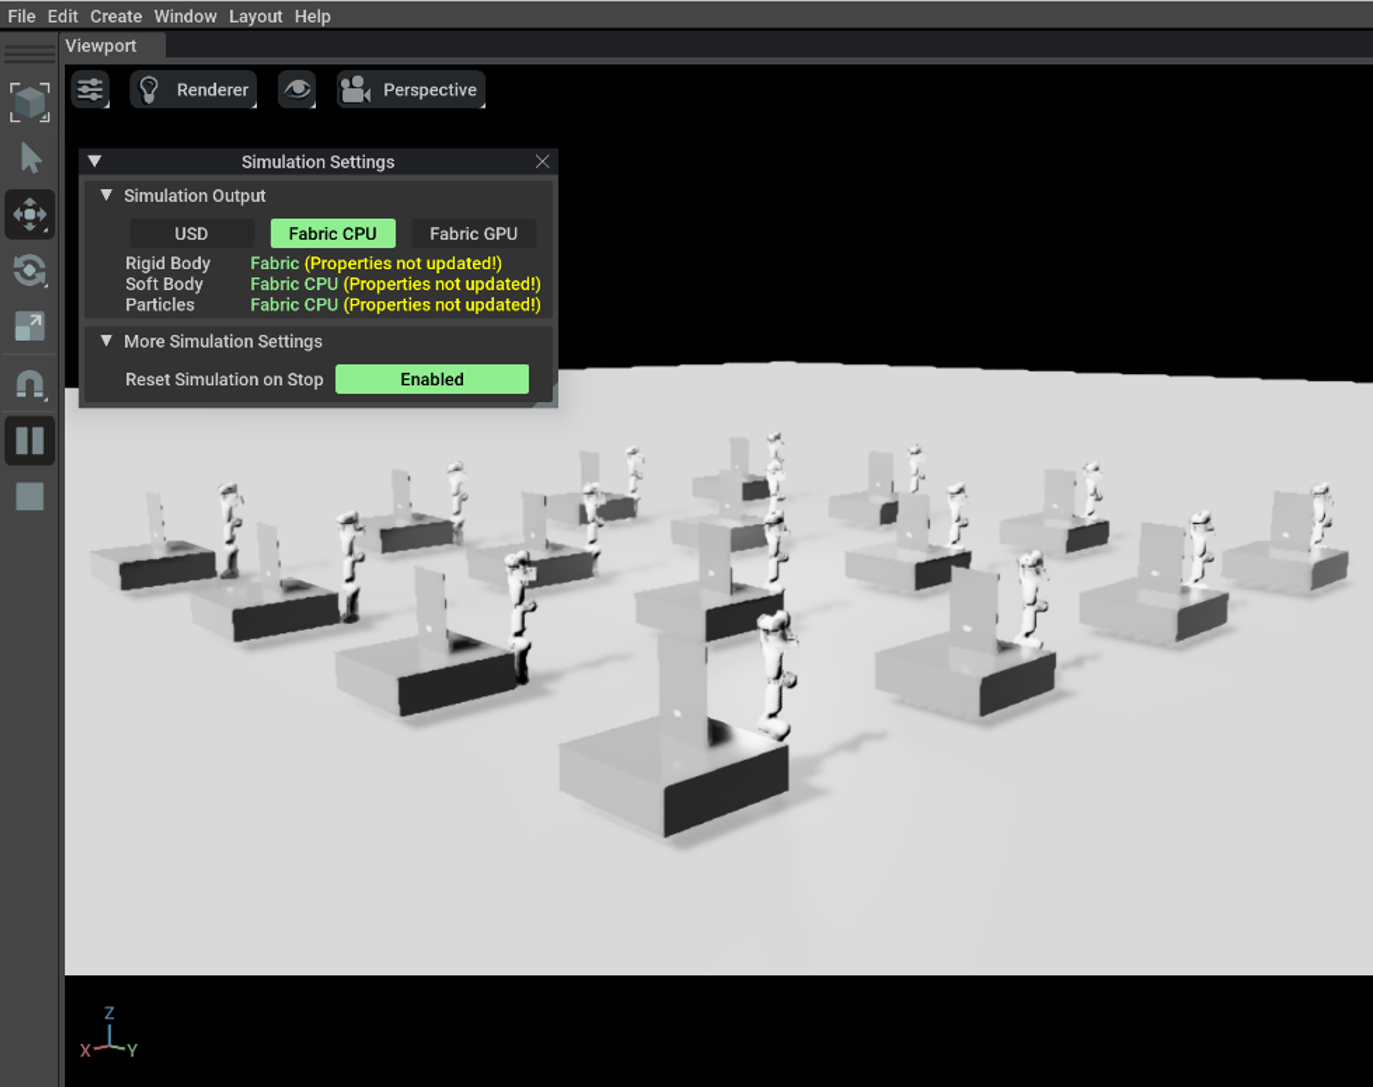 File Edit Create Window Layout Help
Viewport
Renderer Perspective
Simulation Settings
Simulation Output
USD Fabric CPU Fabric GPU
Rigid Body Fabric (Properties not updated!)
Soft Body Fabric CPU (Properties not updated!)
Particles Fabric CPU (Properties not updated!)
More Simulation Settings
Reset Simulation on Stop Enabled
Z
X Y